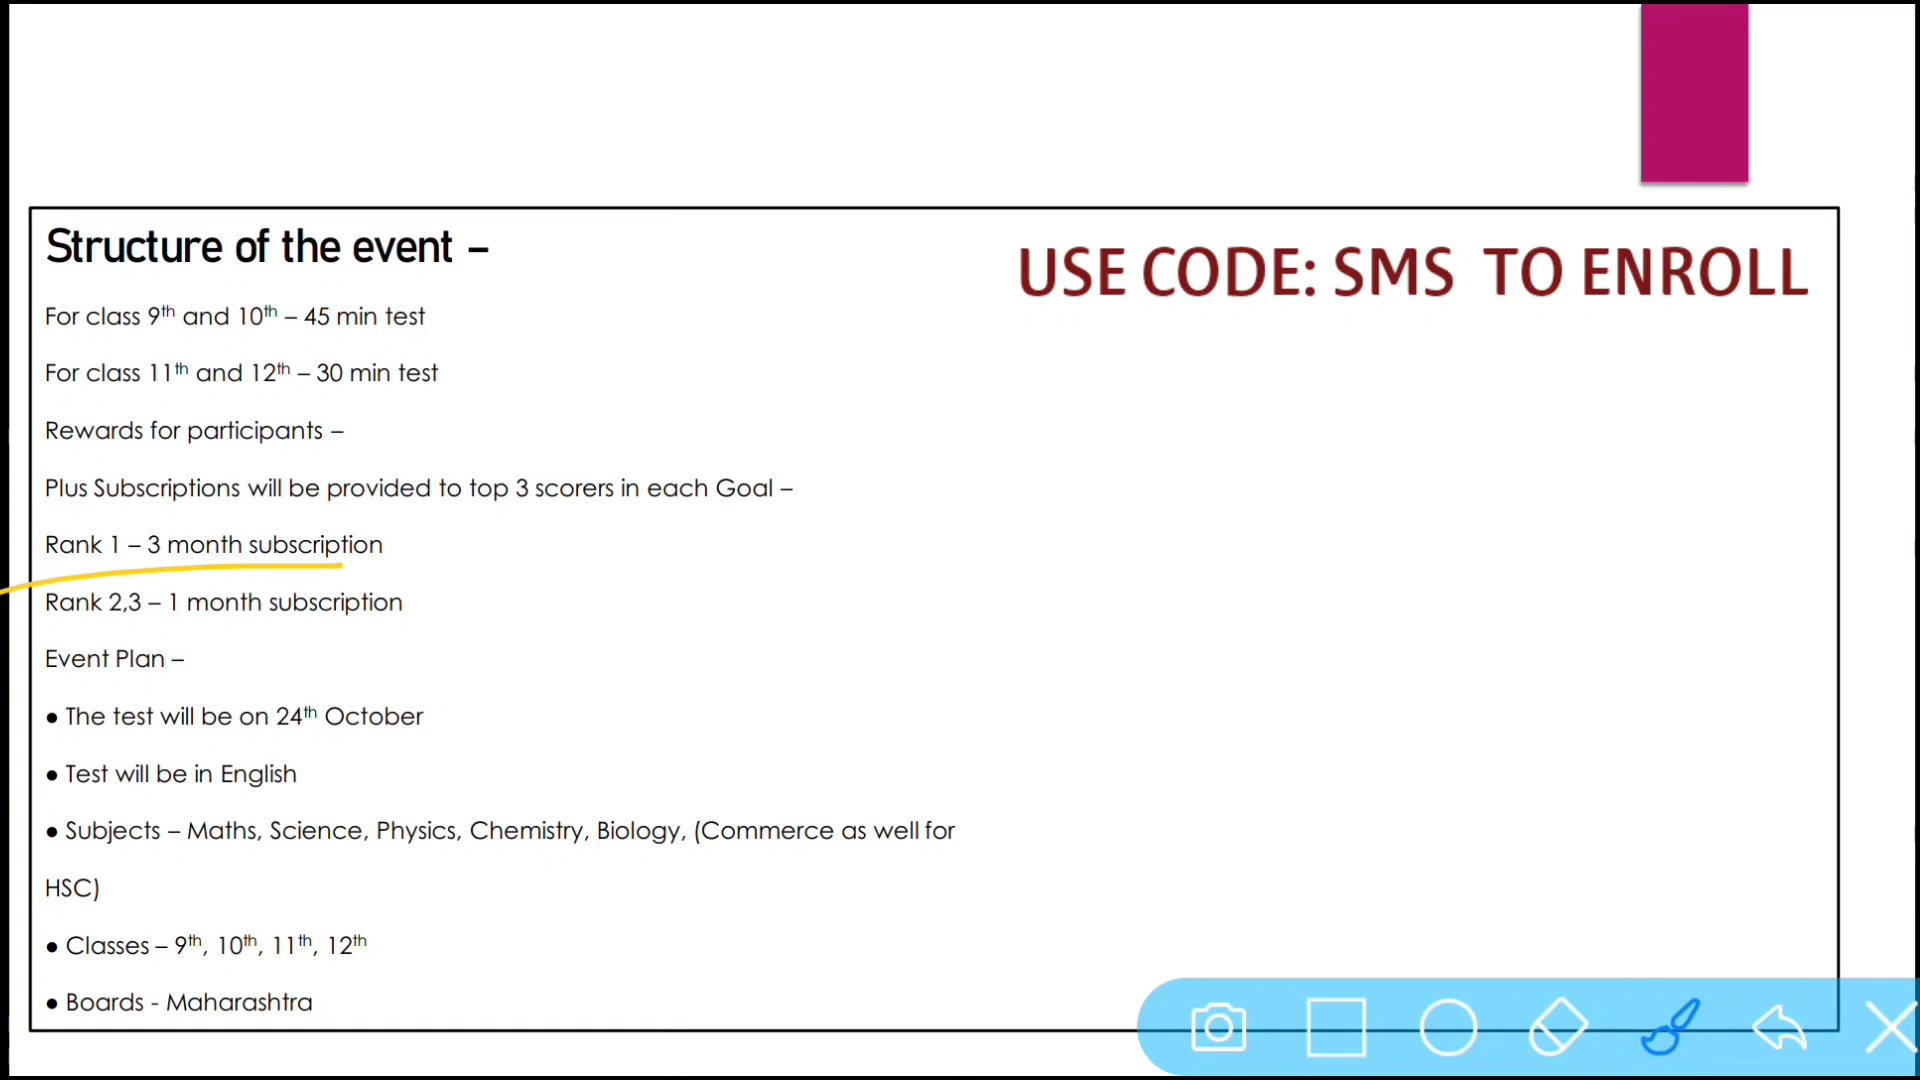 Structure of the event –
USE CODE: SMS TO ENROLL
For class 9th and 10th – 45 min test
For class 11th and 12th – 30 min test
Rewards for participants –
Plus Subscriptions will be provided to top 3 scorers in each Goal –
Rank 1 – 3 month subscription
Rank 2,3 – 1 month subscription
Event Plan –
● The test will be on 24th October
● Test will be in English
● Subjects – Maths, Science, Physics, Chemistry, Biology, (Commerce as well for
HSC)
● Classes – 9th, 10th, 11th, 12th
● Boards - Maharashtra